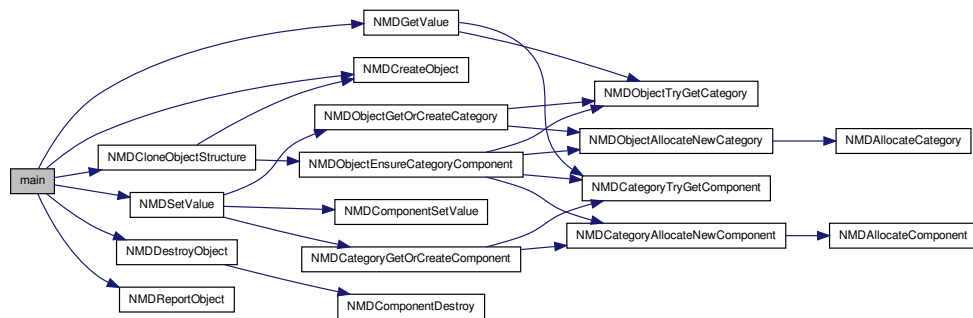 main
NMDGetValue
NMDCreateObject
NMDCloneObjectStructure
NMDSetValue
NMDDestroyObject
NMDReportObject
NMDObjectGetOrCreateCategory
NMDObjectEnsureCategoryComponent
NMDComponentSetValue
NMDCategoryGetOrCreateComponent
NMDComponentDestroy
NMDObjectTryGetCategory
NMDObjectAllocateNewCategory
NMDCategoryTryGetComponent
NMDCategoryAllocateNewComponent
NMDAllocateCategory
NMDAllocateComponent